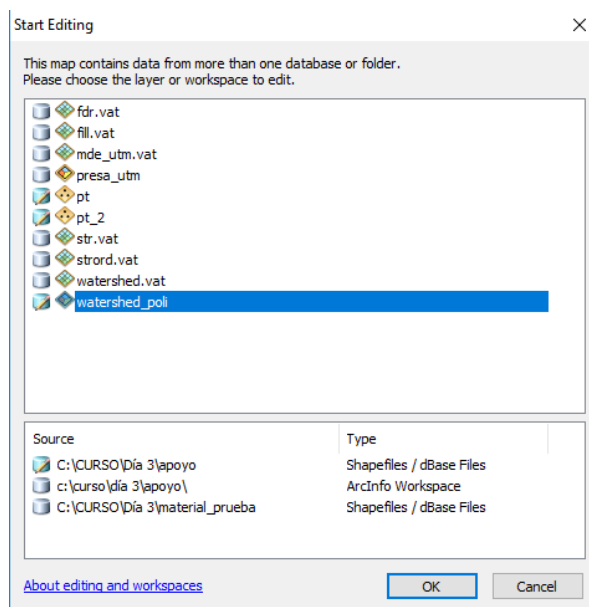 Start Editing
This map contains data from more than one database or folder.
Please choose the layer or workspace to edit.
fdr.vat
fill.vat
mde_utm.vat
presa_utm
pt
pt_2
str.vat
strord.vat
watershed.vat
watershed_poli
Source Type
C:\CURSO\Día 3\apoyo Shapefiles / dBase Files
c:\curso\día 3\apoyo\ ArcInfo Workspace
C:\CURSO\Día 3\material_prueba Shapefiles / dBase Files
About editing and workspaces OK Cancel